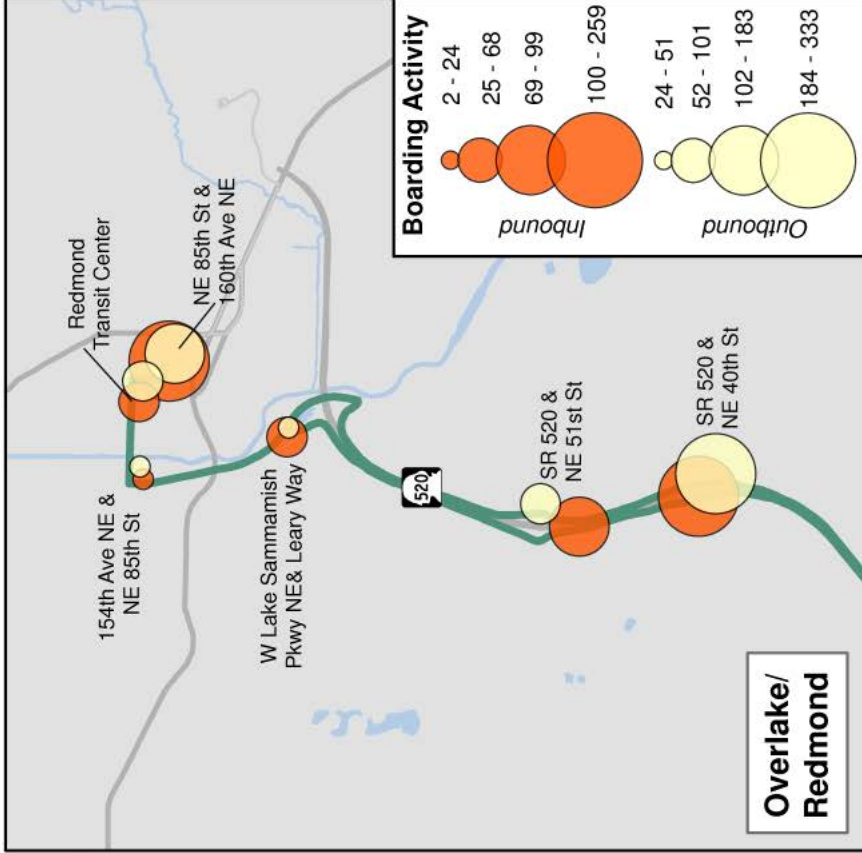 Redmond
Transit Center
NE 85th St &
160th Ave NE
154th Ave NE &
NE 85th St
W Lake Sammamish
Pkwy NE& Leary Way
520
SR 520 &
NE 51st St
SR 520 &
NE 40th St
Overlake/
Redmond
Boarding Activity
Inbound
2 - 24
25 - 68
69 - 99
100 - 259
Outbound
24 - 51
52 - 101
102 - 183
184 - 333